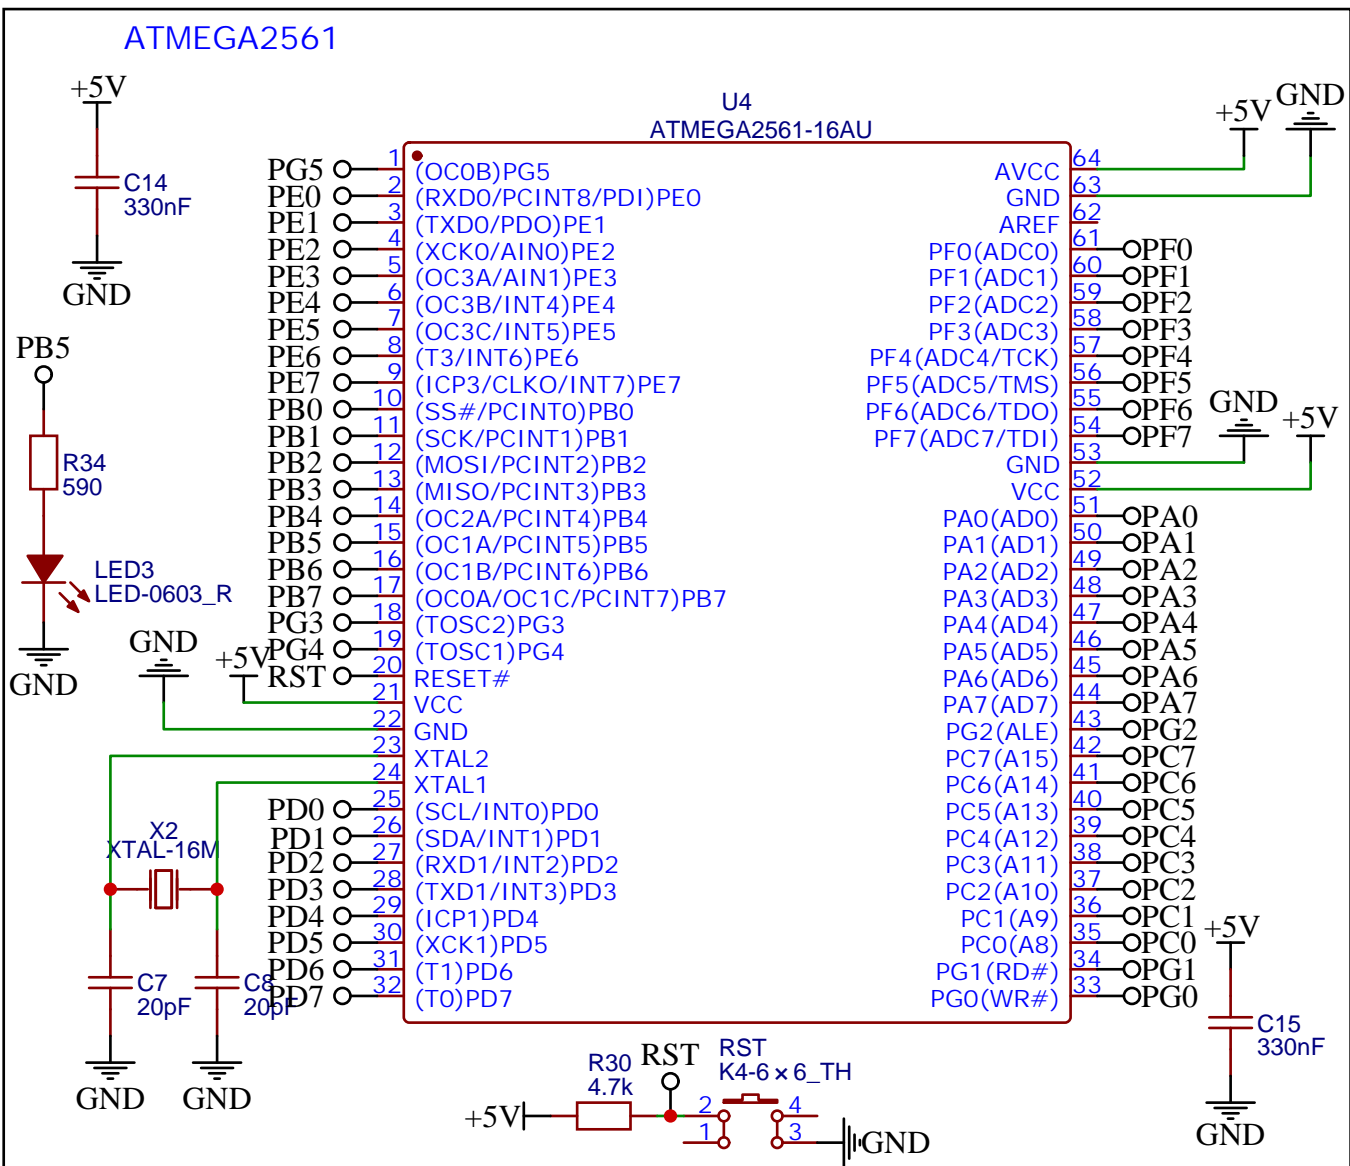 ATMEGA2561
+5V
C14
330nF
GND
PB5
R34
590
LED3
LED-0603_R
GND
U4
ATMEGA2561-16AU
PG5 1 (OC0B)PG5
PE0 2 (RXD0/PCINT8/PDI)PE0
PE1 3 (TXD0/PDO)PE1
PE2 4 (XCK0/AIN0)PE2
PE3 5 (OC3A/AIN1)PE3
PE4 6 (OC3B/INT4)PE4
PE5 7 (OC3C/INT5)PE5
PE6 8 (T3/INT6)PE6
PE7 9 (ICP3/CLKO/INT7)PE7
PB0 10 (SS#/PCINT0)PB0
PB1 11 (SCK/PCINT1)PB1
PB2 12 (MOSI/PCINT2)PB2
PB3 13 (MISO/PCINT3)PB3
PB4 14 (OC2A/PCINT4)PB4
PB5 15 (OC1A/PCINT5)PB5
PB6 16 (OC1B/PCINT6)PB6
PB7 17 (OC0A/OC1C/PCINT7)PB7
PG3 18 (TOSC2)PG3
PG4 19 (TOSC1)PG4
RST 20 RESET#
GND
+5V
21 VCC
22 GND
23 XTAL2
24 XTAL1
PD0 25 (SCL/INT0)PD0
PD1 26 (SDA/INT1)PD1
PD2 27 (RXD1/INT2)PD2
PD3 28 (TXD1/INT3)PD3
PD4 29 (ICP1)PD4
PD5 30 (XCK1)PD5
PD6 31 (T1)PD6
PD7 32 (T0)PD7
X2
XTAL-16M
C7
20pF
C8
20pF
GND
GND
+5V
GND
AVCC 64
GND 63
AREF 62
PF0(ADC0) 61 PF0
PF1(ADC1) 60 PF1
PF2(ADC2) 59 PF2
PF3(ADC3) 58 PF3
PF4(ADC4/TCK) 57 PF4
PF5(ADC5/TMS) 56 PF5
PF6(ADC6/TDO) 55 PF6
PF7(ADC7/TDI) 54 PF7
GND
+5V
GND 53
VCC 52
PA0(AD0) 51 PA0
PA1(AD1) 50 PA1
PA2(AD2) 49 PA2
PA3(AD3) 48 PA3
PA4(AD4) 47 PA4
PA5(AD5) 46 PA5
PA6(AD6) 45 PA6
PA7(AD7) 44 PA7
PG2(ALE) 43 PG2
PC7(A15) 42 PC7
PC6(A14) 41 PC6
PC5(A13) 40 PC5
PC4(A12) 39 PC4
PC3(A11) 38 PC3
PC2(A10) 37 PC2
PC1(A9) 36 PC1
PC0(A8) 35 PC0
PG1(RD#) 34 PG1
PG0(WR#) 33 PG0
+5V
C15
330nF
GND
R30
4.7k
RST
RST
K4-6×6_TH
+5V
2 4
1 3
GND